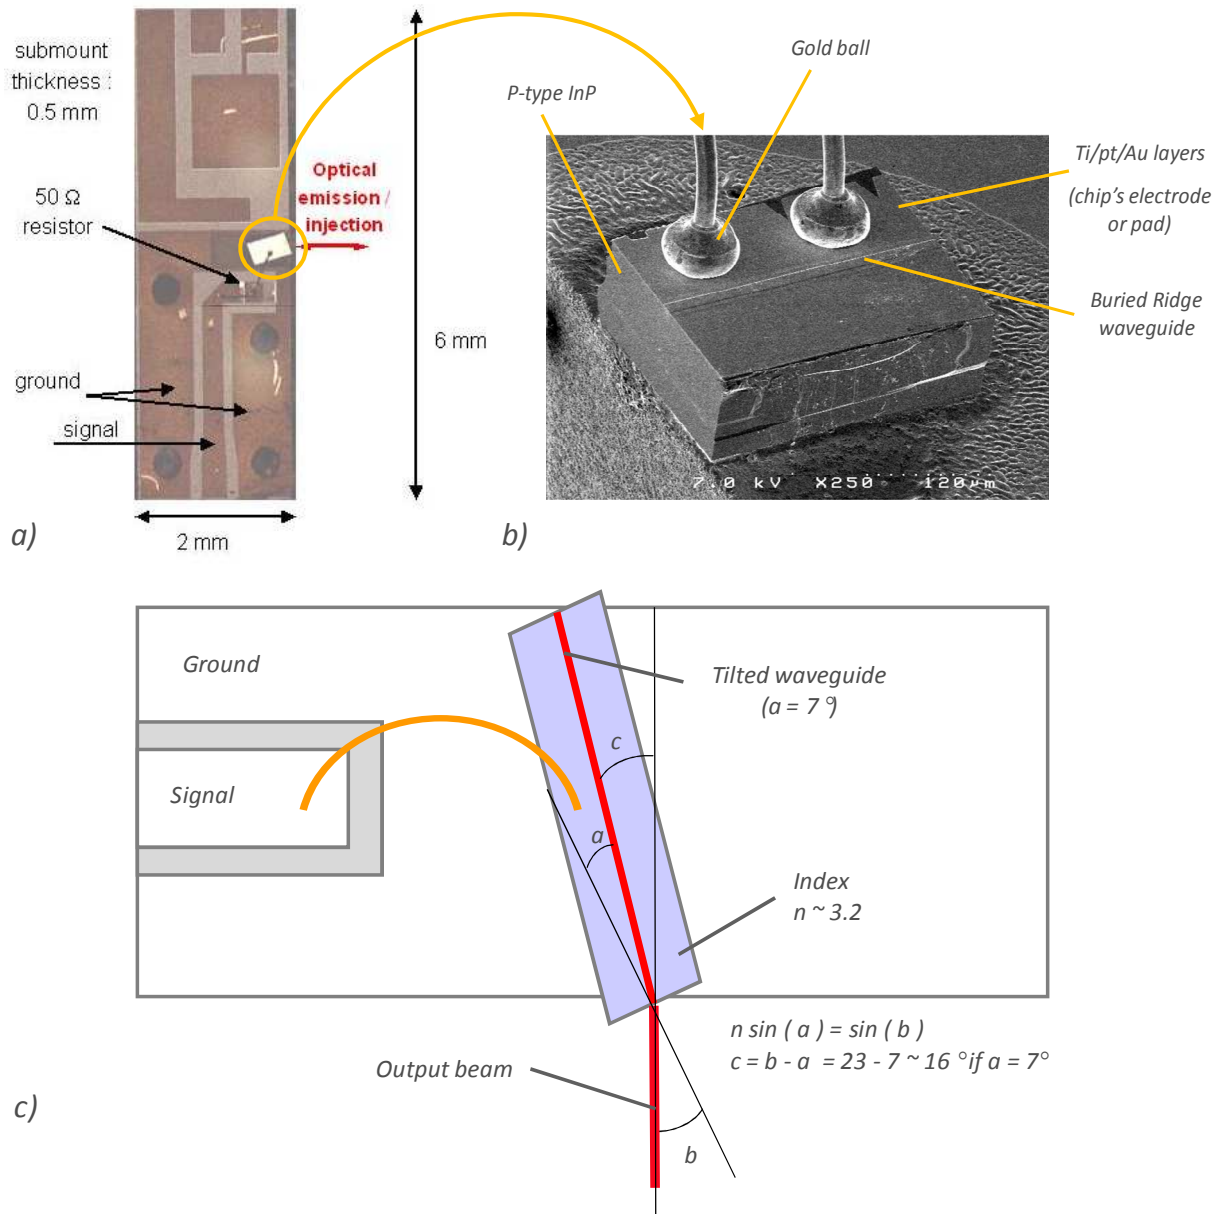 submount
thickness :
0.5 mm
50 Ω
resistor
Optical
emission /
injection
ground
signal
6 mm
2 mm
a)
Gold ball
P-type InP
Ti/pt/Au layers
(chip's electrode
or pad)
Buried Ridge
waveguide
7.0 kV X250 120μm
b)
Ground
Signal
Tilted waveguide
(a = 7 °)
c
a
Index
n ~ 3.2
n sin ( a ) = sin ( b )
c = b - a = 23 - 7 ~ 16 ° if a = 7°
Output beam
b
c)